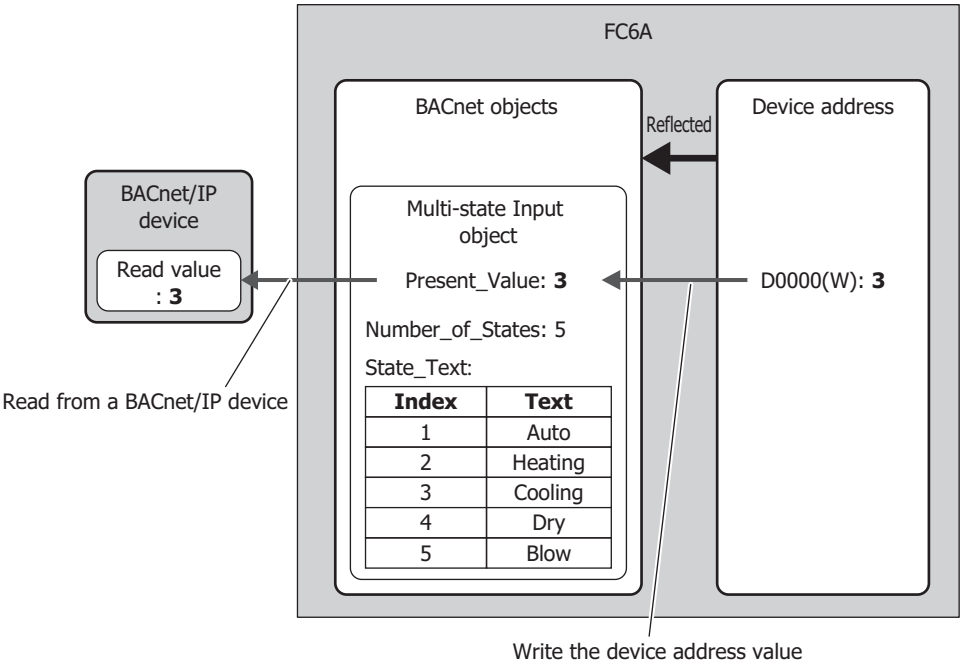 FC6A
BACnet objects
Device address
Reflected
BACnet/IP
device
Multi-state Input
object
Read value
: 3
Present_Value: 3
D0000(W): 3
Number_of_States: 5
State_Text:
Read from a BACnet/IP device
Index Text
1 Auto
2 Heating
3 Cooling
4 Dry
5 Blow
Write the device address value